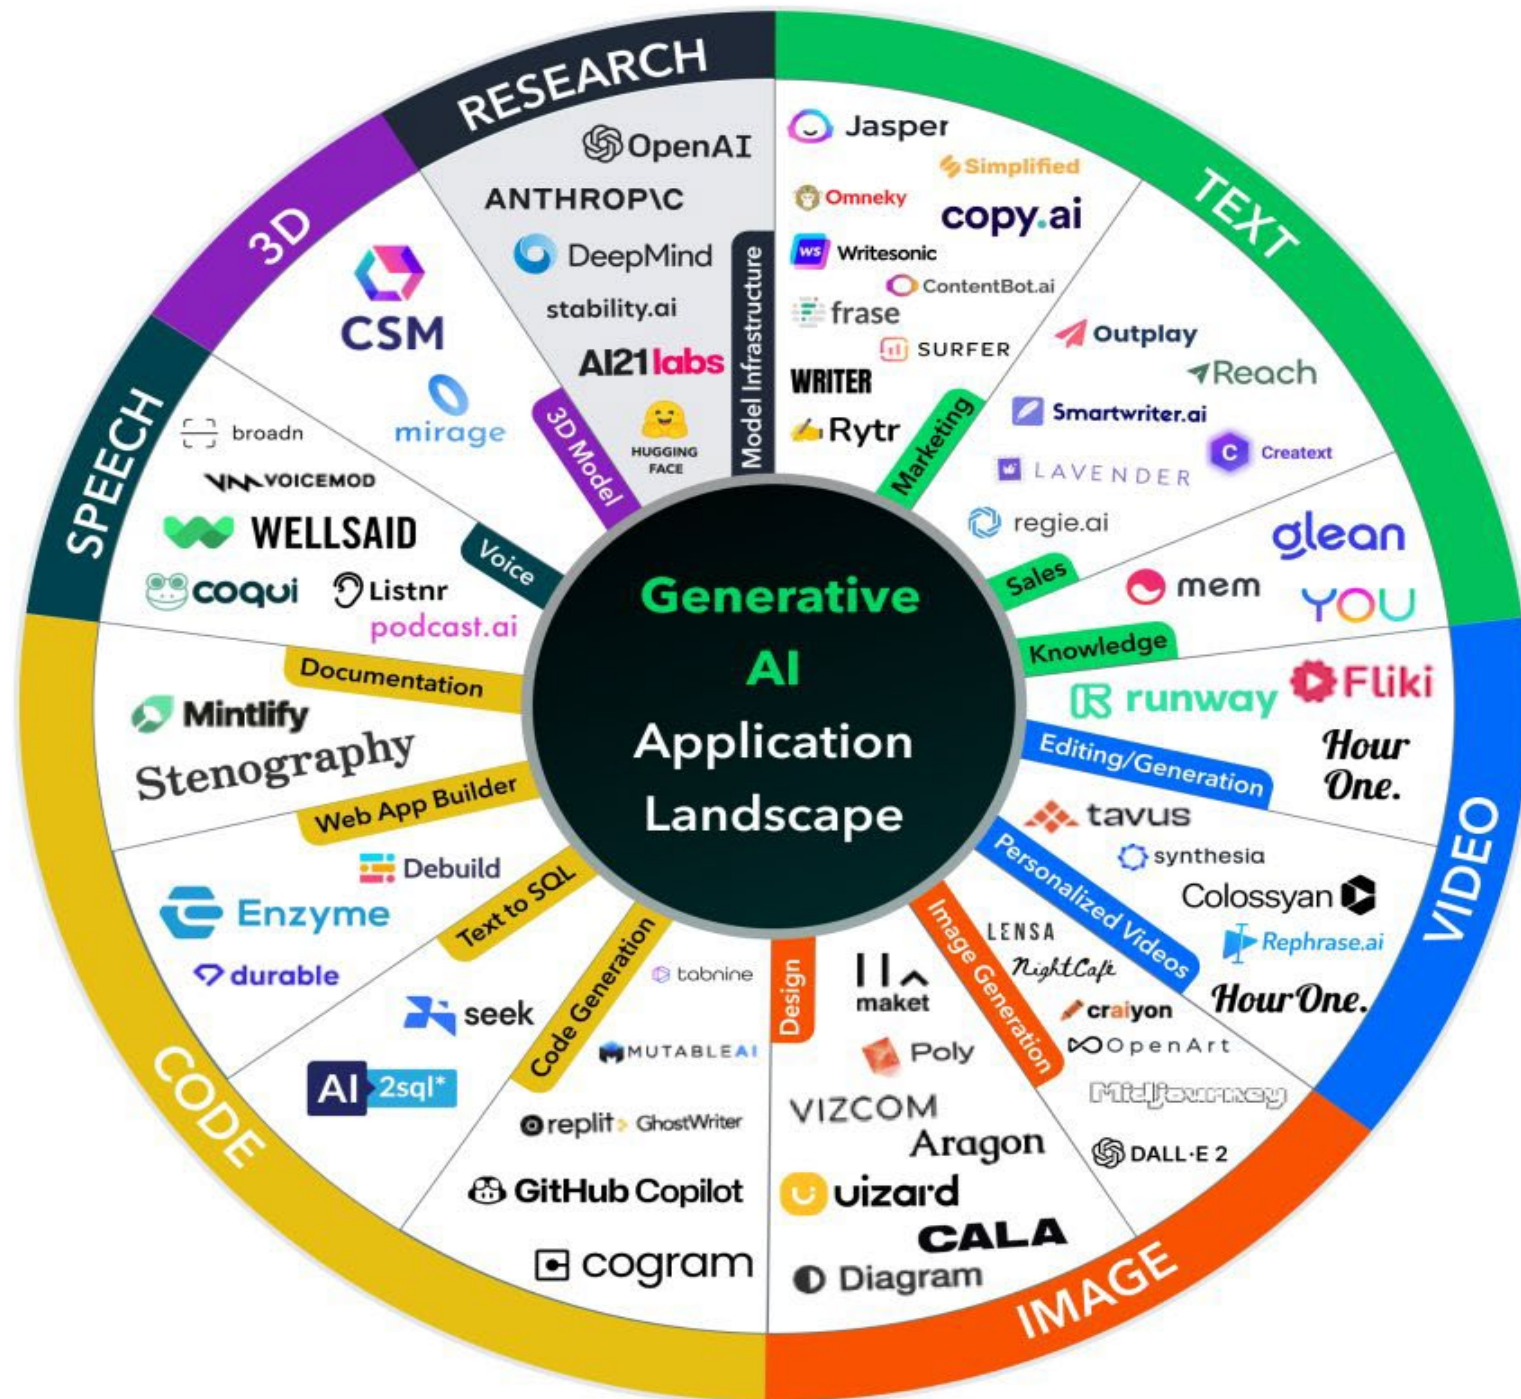 Generative
AI
Application
Landscape
RESEARCH
OpenAI
ANTHROP\C
DeepMind
stability.ai
AI21labs
HUGGING
FACE
Model Infrastructure
TEXT
Jasper
Simplified
Omneky
copy.ai
WS Writesonic
ContentBot.ai
frase
SURFER
WRITER
Rytr
Marketing
Outplay
Reach
Smartwriter.ai
C Creatext
LAVENDER
regie.ai
Sales
glean
mem
YOU
Knowledge
VIDEO
runway
Fliki
Hour
One.
Editing/Generation
tavus
synthesia
Colossyan
Rephrase.ai
Hour One.
Personalized Videos
IMAGE
LENSA
NightCafé
craiyon
OpenArt
Midjourney
DALL·E 2
Image Generation
maket
Poly
VIZCOM
Aragon
uizard
CALA
Diagram
Design
CODE
tabnine
MUTABLEAI
replit GhostWriter
GitHub Copilot
cogram
Code Generation
seek
AI 2sql*
Text to SQL
Debuild
Enzyme
durable
Web App Builder
Mintlify
Stenography
Documentation
SPEECH
broadn
VOICEMOD
WELLSAID
coqui
Listnr
podcast.ai
Voice
3D
CSM
mirage
3D Model